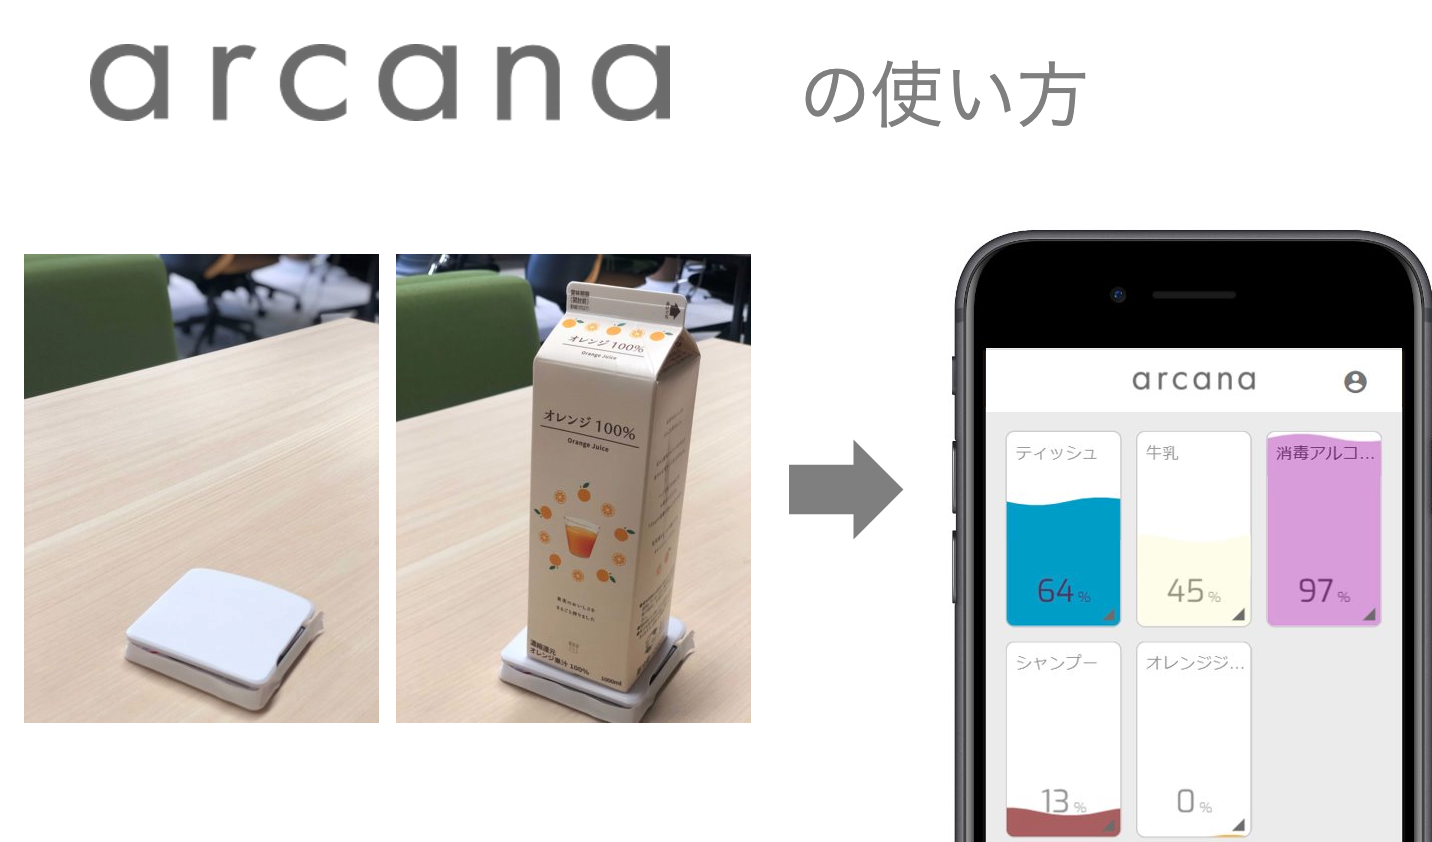 arcana の使い方
オレンジ 100%
Orange Juice
オレンジ 100%
Orange Juice
濃縮還元
オレンジ果汁 100%
1000ml
arcana
ティッシュ
牛乳
消毒アルコ...
64%
45%
97%
シャンプー
オレンジジ...
13%
0%